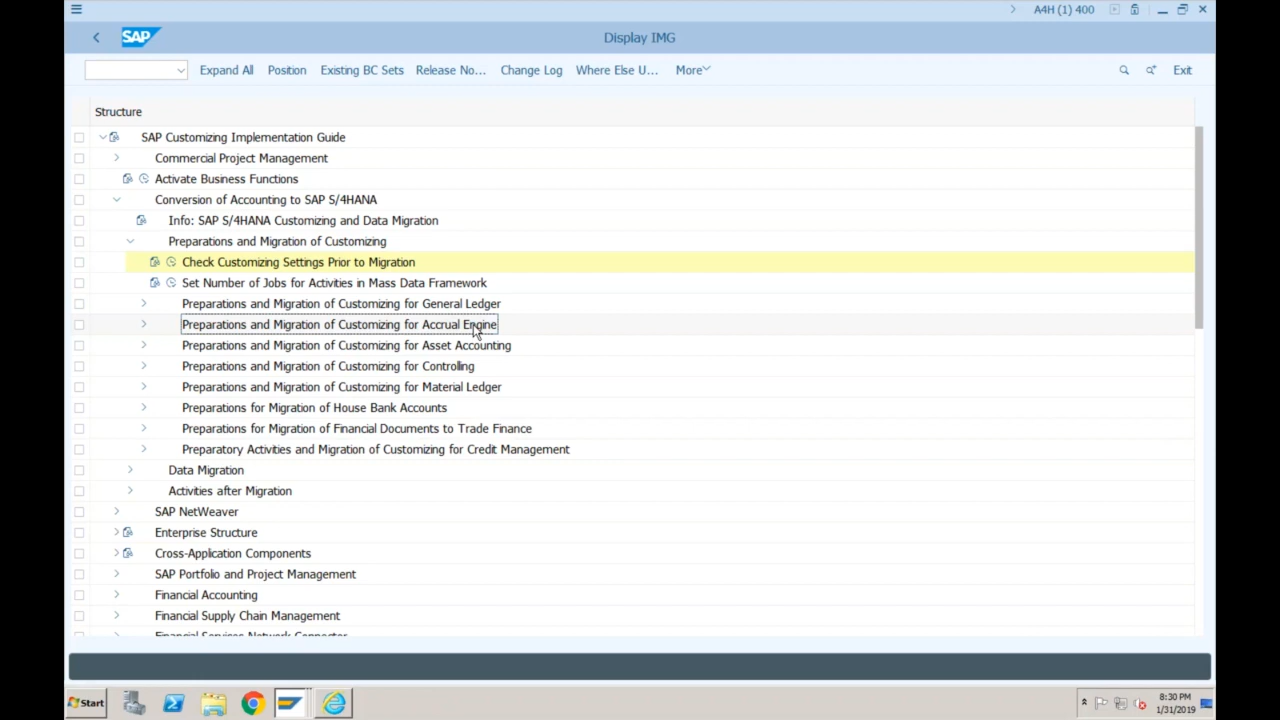 A4H (1) 400
SAP
Display IMG
Expand All Position Existing BC Sets Release No... Change Log Where Else U... More Exit
Structure
SAP Customizing Implementation Guide
Commercial Project Management
Activate Business Functions
Conversion of Accounting to SAP S/4HANA
Info: SAP S/4HANA Customizing and Data Migration
Preparations and Migration of Customizing
Check Customizing Settings Prior to Migration
Set Number of Jobs for Activities in Mass Data Framework
Preparations and Migration of Customizing for General Ledger
Preparations and Migration of Customizing for Accrual Engine
Preparations and Migration of Customizing for Asset Accounting
Preparations and Migration of Customizing for Controlling
Preparations and Migration of Customizing for Material Ledger
Preparations for Migration of House Bank Accounts
Preparations for Migration of Financial Documents to Trade Finance
Preparatory Activities and Migration of Customizing for Credit Management
Data Migration
Activities after Migration
SAP NetWeaver
Enterprise Structure
Cross-Application Components
SAP Portfolio and Project Management
Financial Accounting
Financial Supply Chain Management
Financial Services Network Connector
Start
8:30 PM
1/31/2019